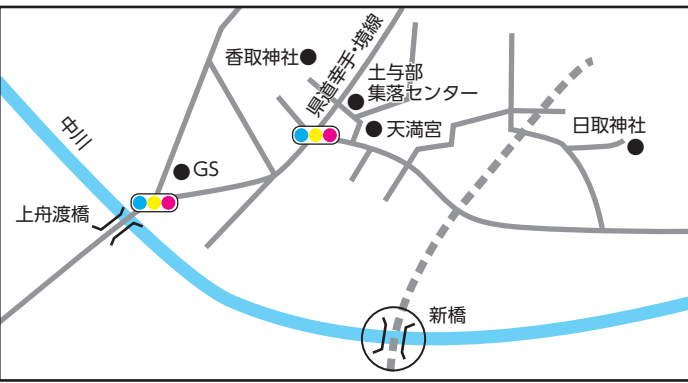 香取神社
県道幸手・境線
土与部
集落センター
天満宮
日取神社
中川
GS
上舟渡橋
新橋